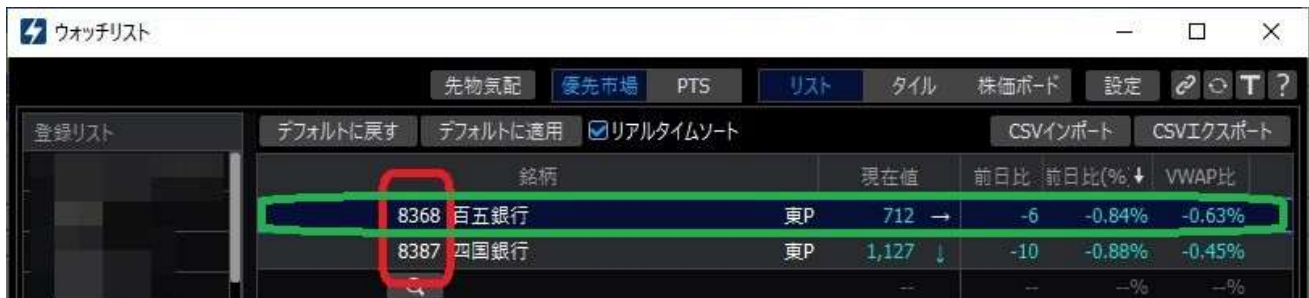 ウォッチリスト
先物気配 優先市場 PTS リスト タイル 株価ボード 設定 T ?
登録リスト デフォルトに戻す デフォルトに適用 リアルタイムソート CSVインポート CSVエクスポート
銘柄 現在値 前日比 前日比(%) ↓ VWAP比
8368 百五銀行 東P 712 → -6 -0.84% -0.63%
8387 四国銀行 東P 1,127 ↓ -10 -0.88% -0.45%
-- -- --% --%